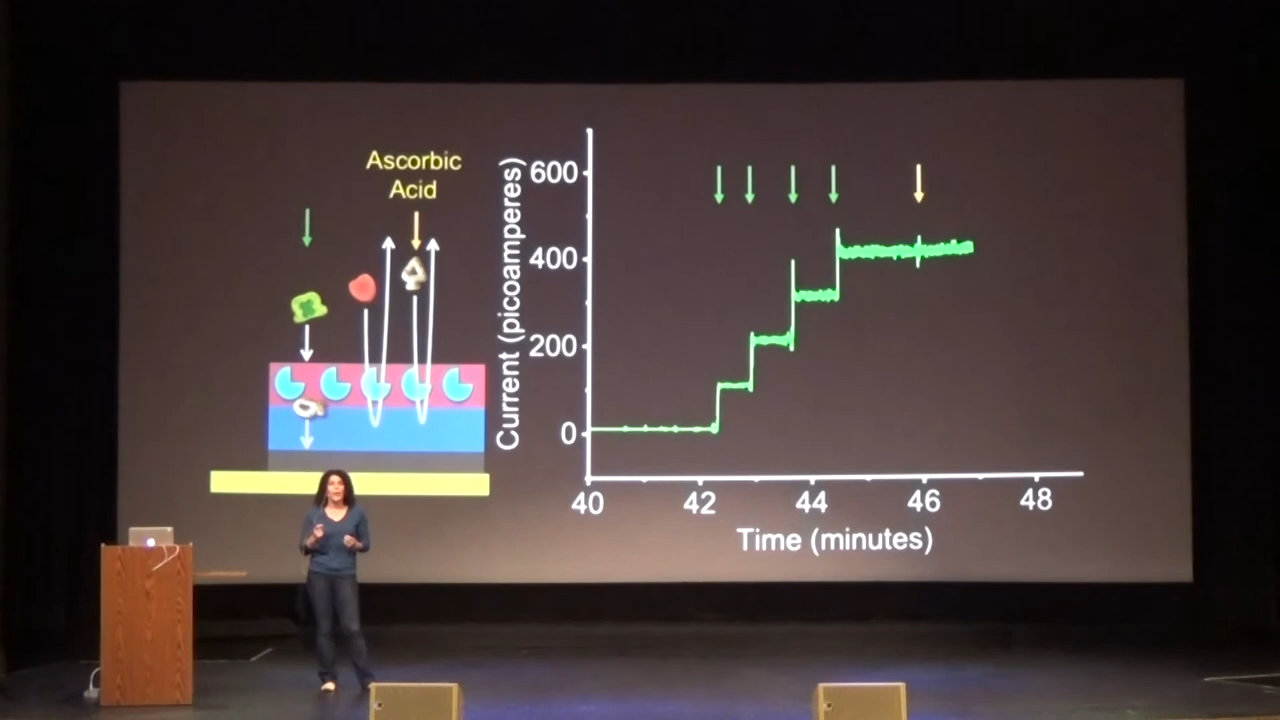 Ascorbic
Acid
Current (picoamperes)
600
400
200
0
40 42 44 46 48
Time (minutes)